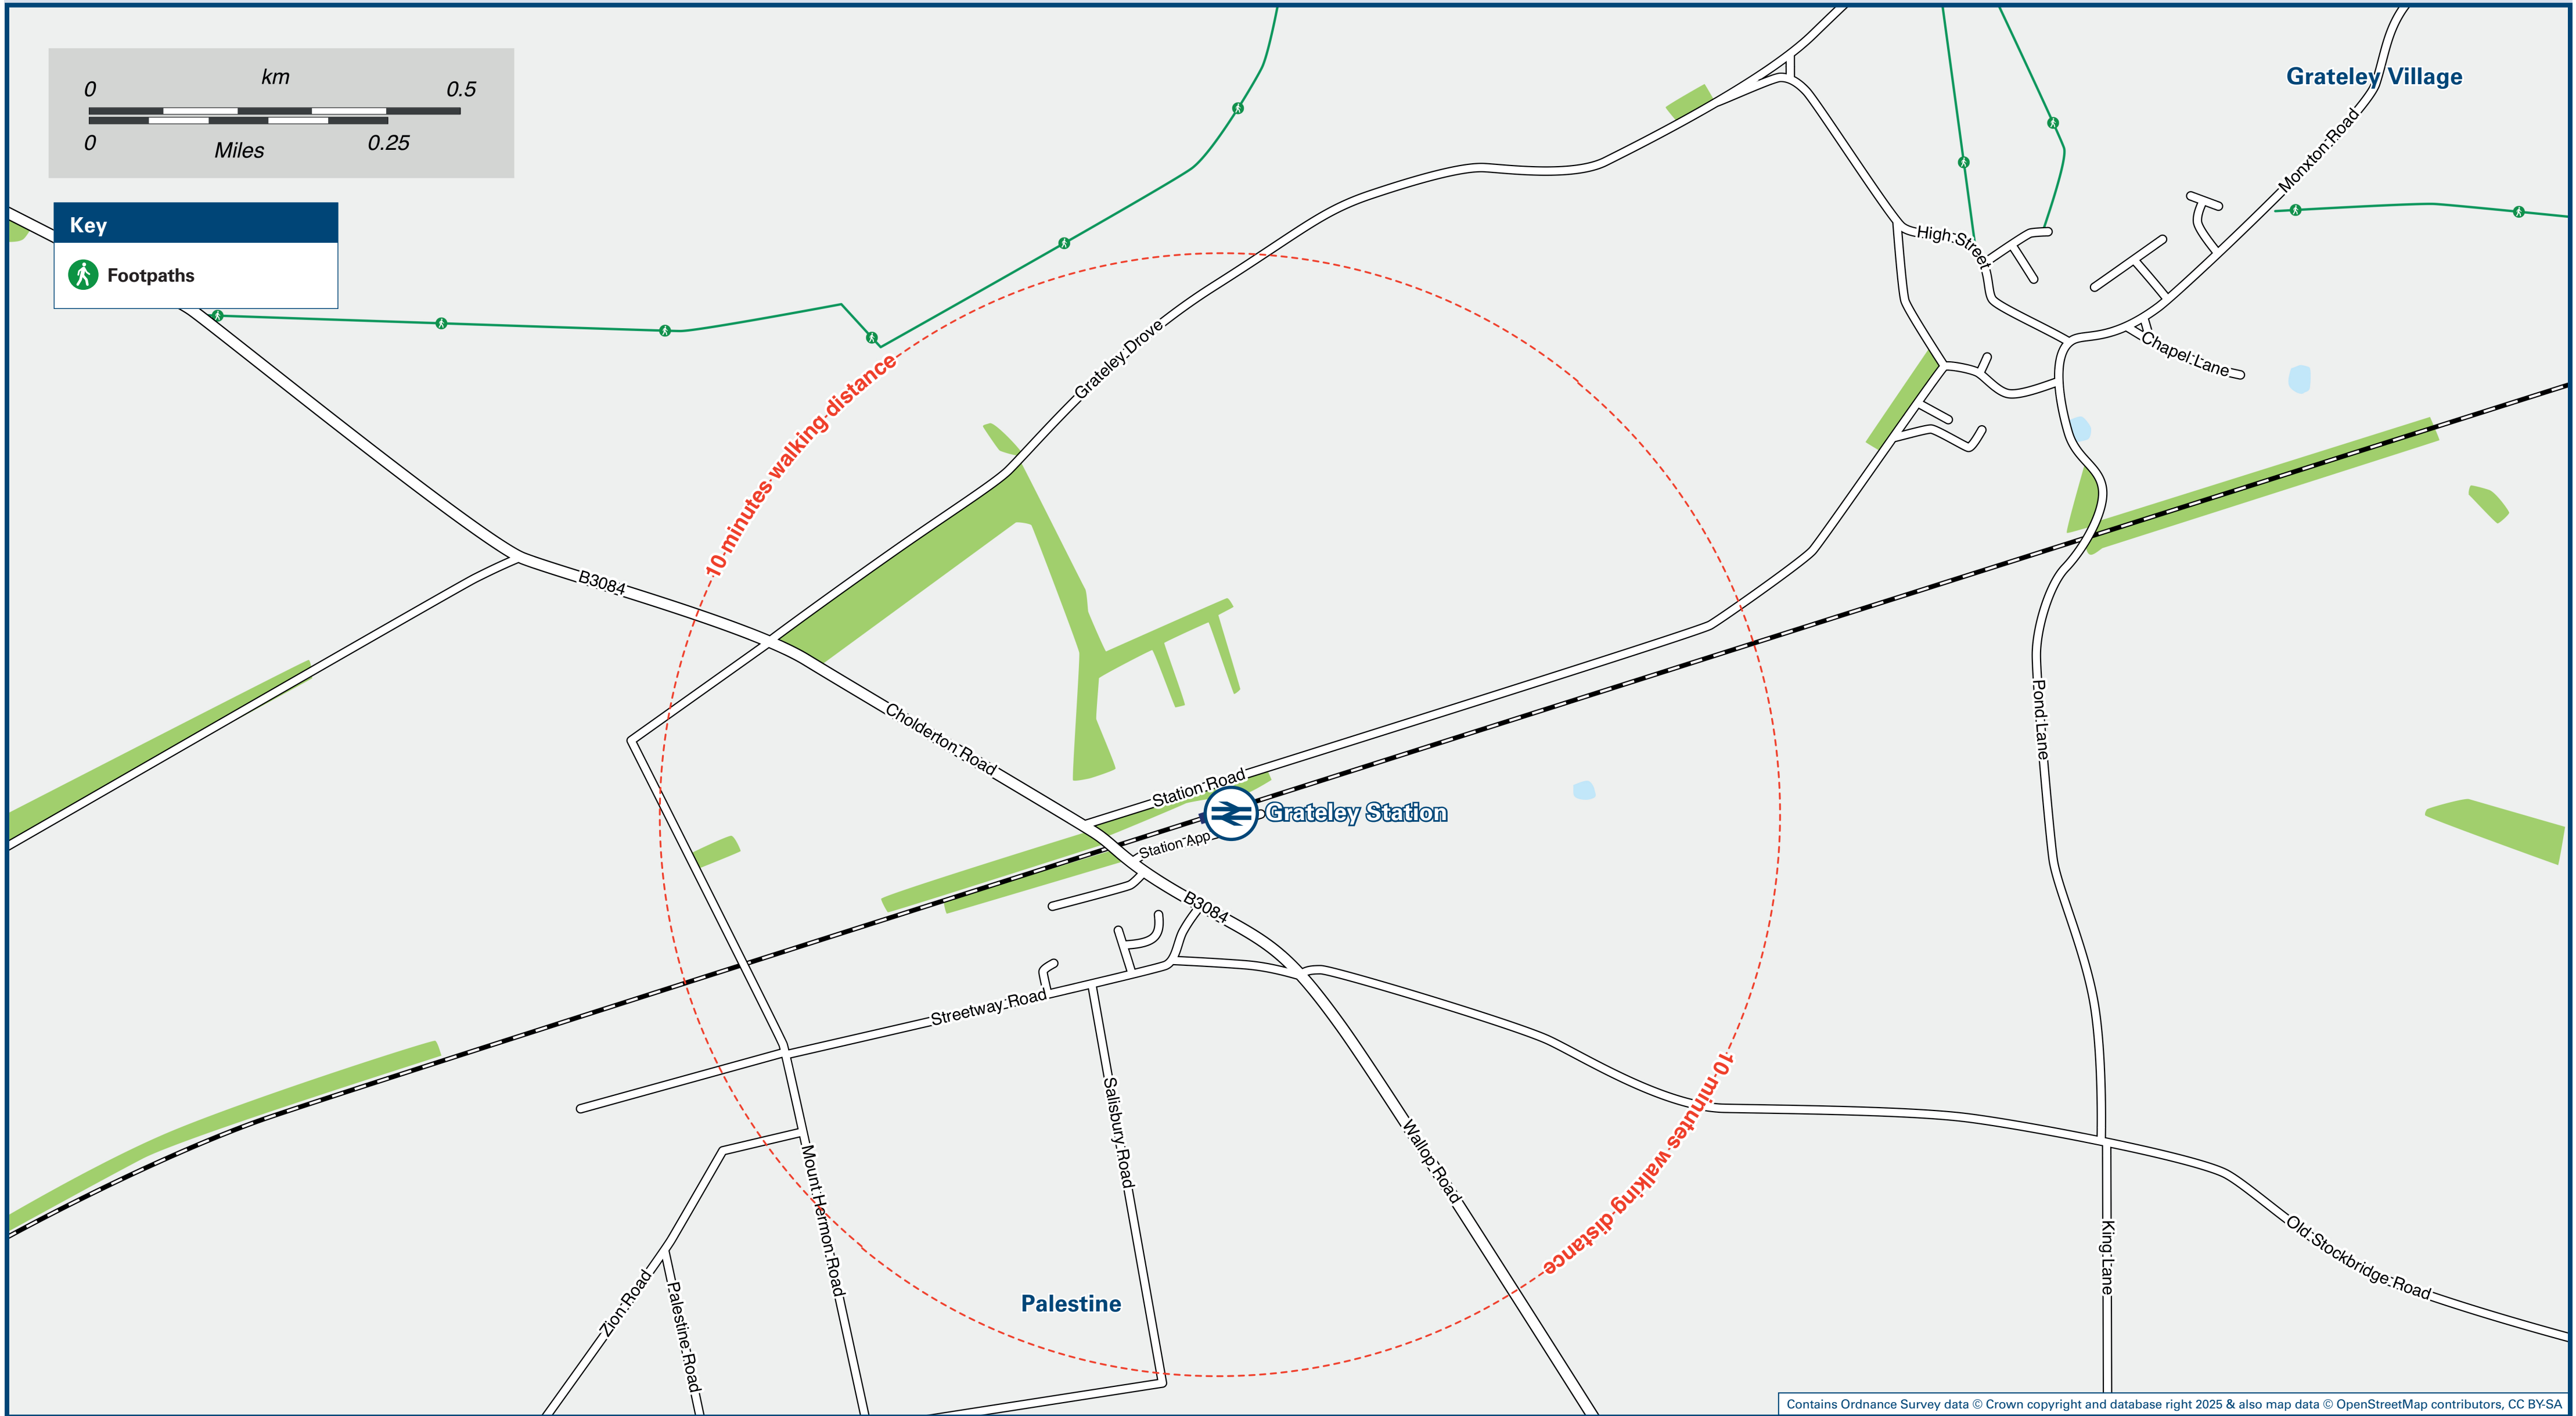 km
0 0.5
0 0.25
Miles
Key
Footpaths
Grateley Village
Monxton Road
High Street
Chapel Lane
Grateley Drove
10 minutes walking distance
B3084
Cholderton Road
Station Road
Grateley Station
Station App
B3084
Pond Lane
Streetway Road
Salisbury Road
Wallop Road
10 minutes walking distance
Mount Hermon Road
Zion Road
Palestine Road
Palestine
King Lane
Old Stockbridge Road
Contains Ordnance Survey data © Crown copyright and database right 2025 & also map data © OpenStreetMap contributors, CC BY-SA